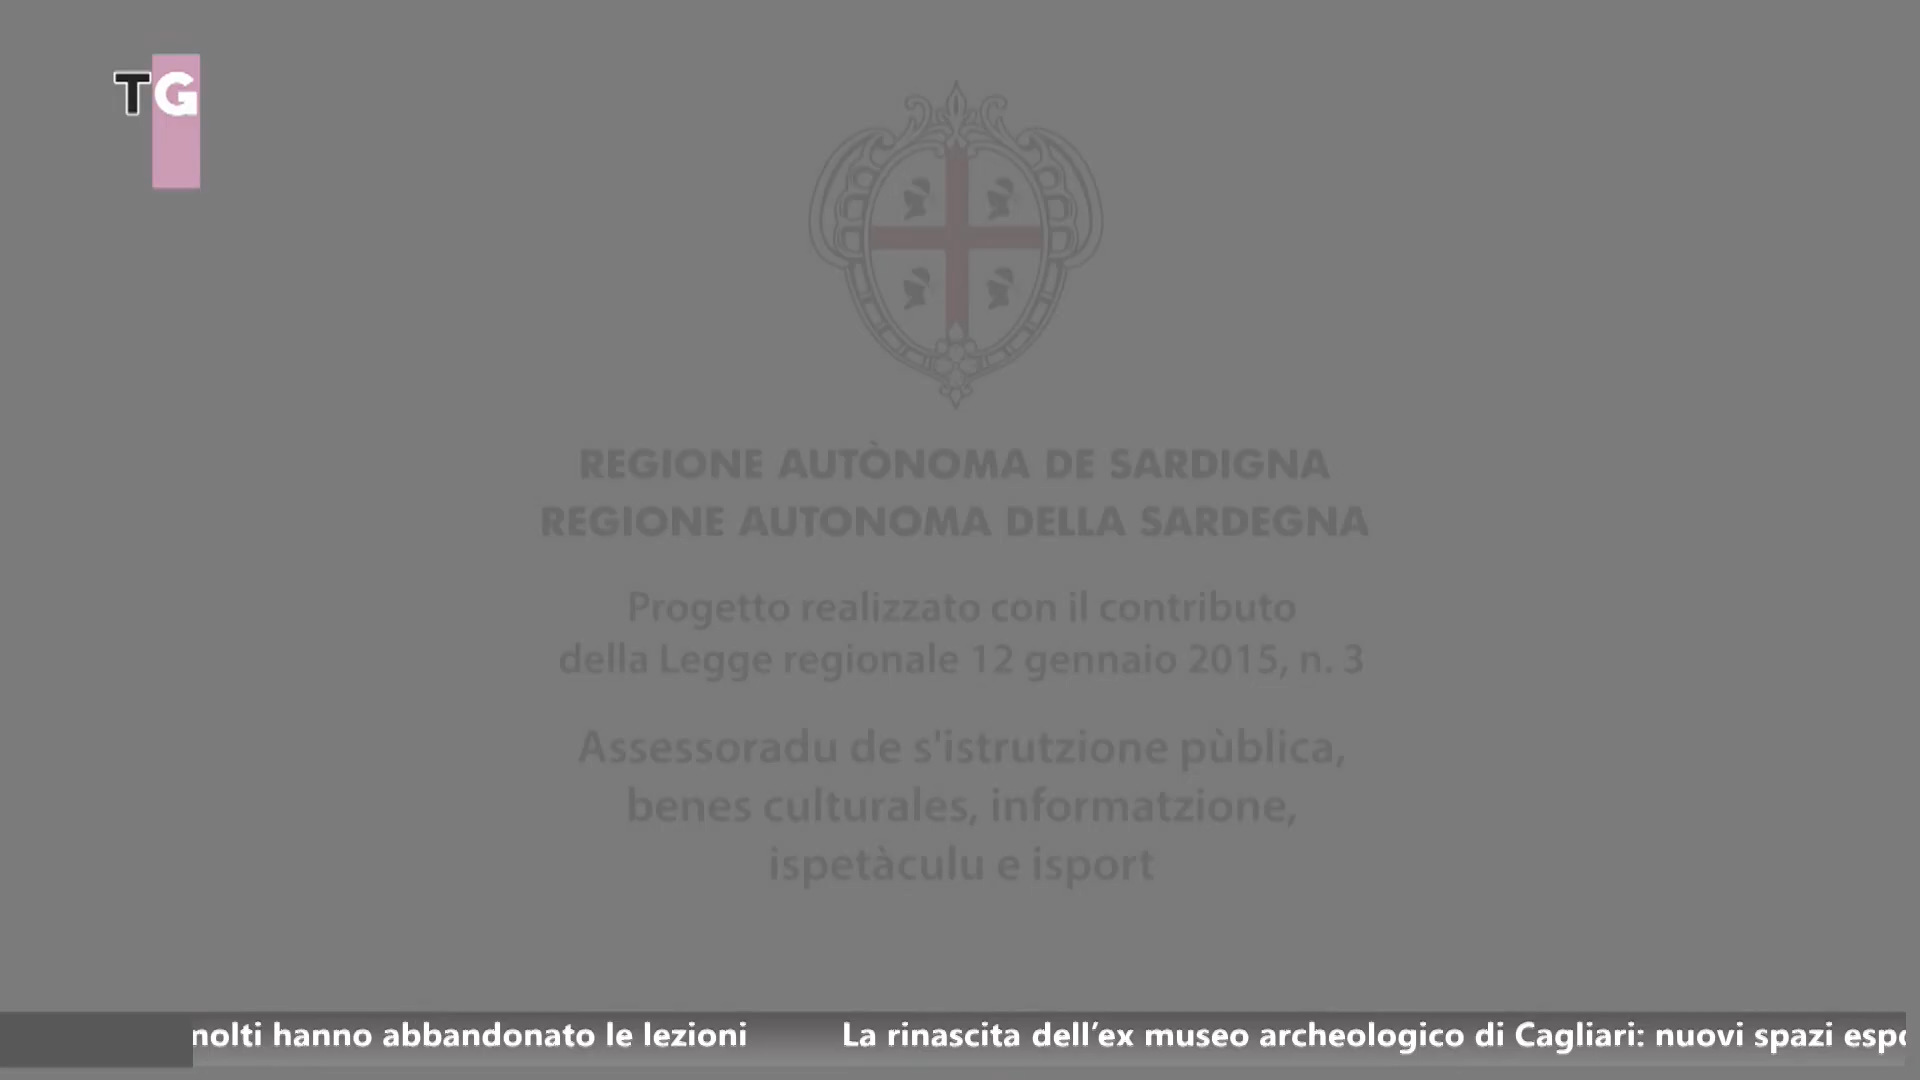 TG
REGIONE AUTÒNOMA DE SARDIGNA
REGIONE AUTONOMA DELLA SARDEGNA
Progetto realizzato con il contributo
della Legge regionale 12 gennaio 2015, n. 3
Assessoradu de s'istrutzione pùblica,
benes culturales, informatzione,
ispetàculu e isport
hanno abbandonato le lezioni La rinascita dell’ex museo archeologico di Cagliari: nuovi spazi